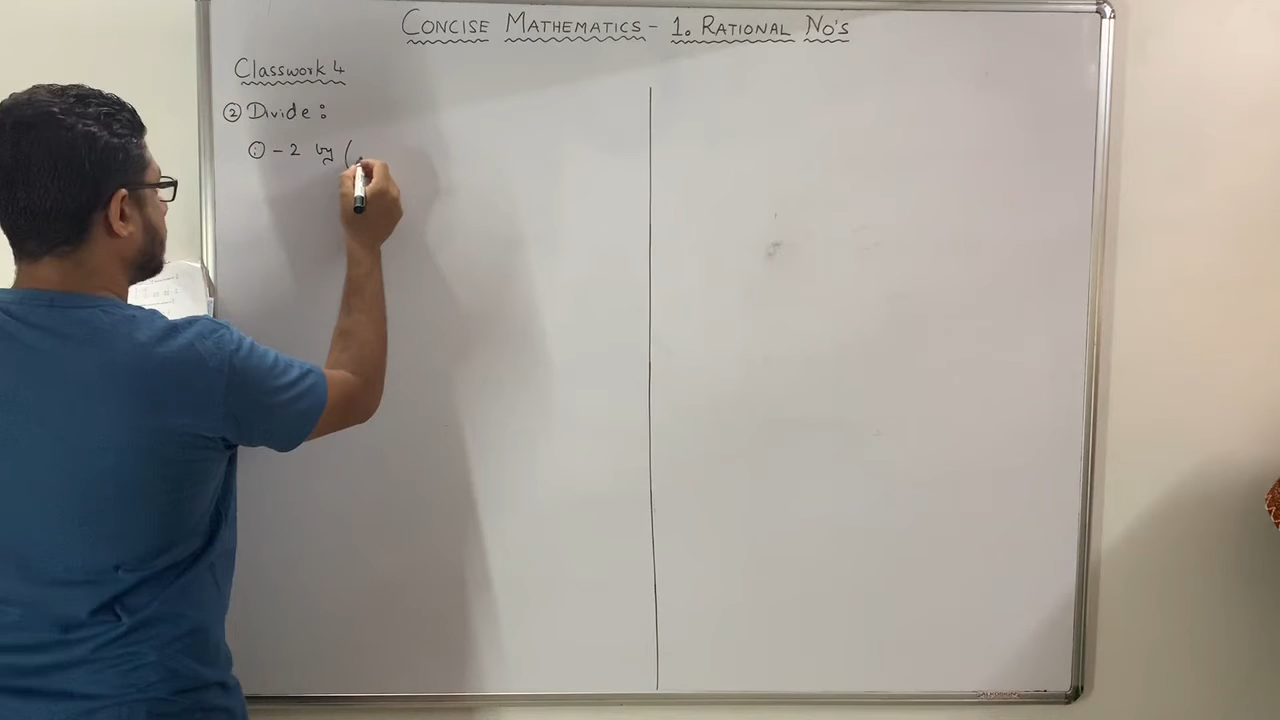 CONCISE MATHEMATICS - 1. RATIONAL NO'S
Classwork 4
② Divide :
ⓘ - 2 by (